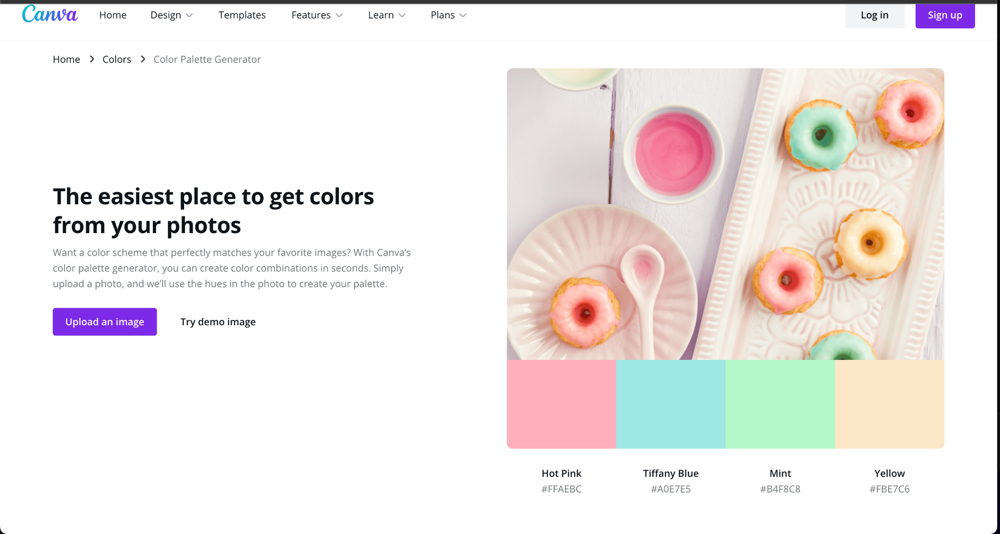 Canva
Home
Design
Templates
Features
Learn
Plans
Log in
Sign up
Home > Colors > Color Palette Generator
The easiest place to get colors
from your photos
Want a color scheme that perfectly matches your favorite images? With Canva’s
color palette generator, you can create color combinations in seconds. Simply
upload a photo, and we’ll use the hues in the photo to create your palette.
Upload an image
Try demo image
Hot Pink
#FFAEBC
Tiffany Blue
#A0E7E5
Mint
#B4F8C8
Yellow
#FBE7C6